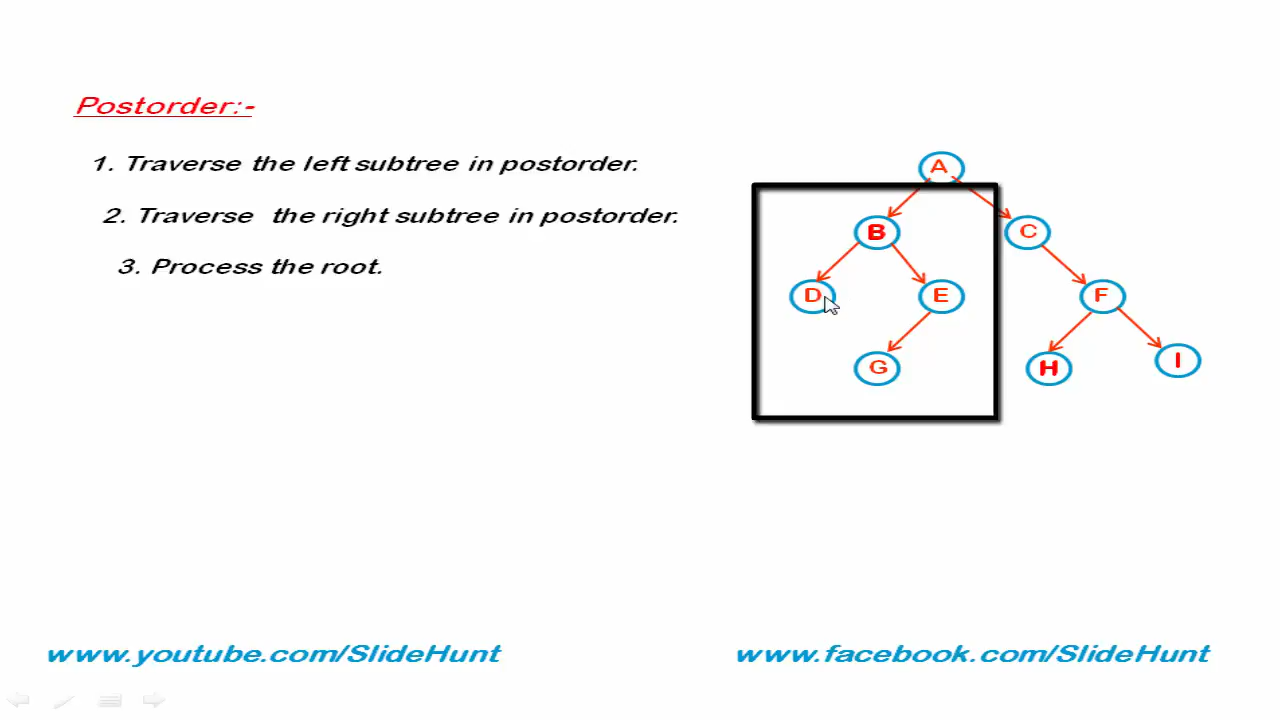 Postorder:-
1. Traverse the left subtree in postorder.
2. Traverse the right subtree in postorder.
3. Process the root.
A
B
C
D
E
F
G
H
I
www.youtube.com/SlideHunt
www.facebook.com/SlideHunt